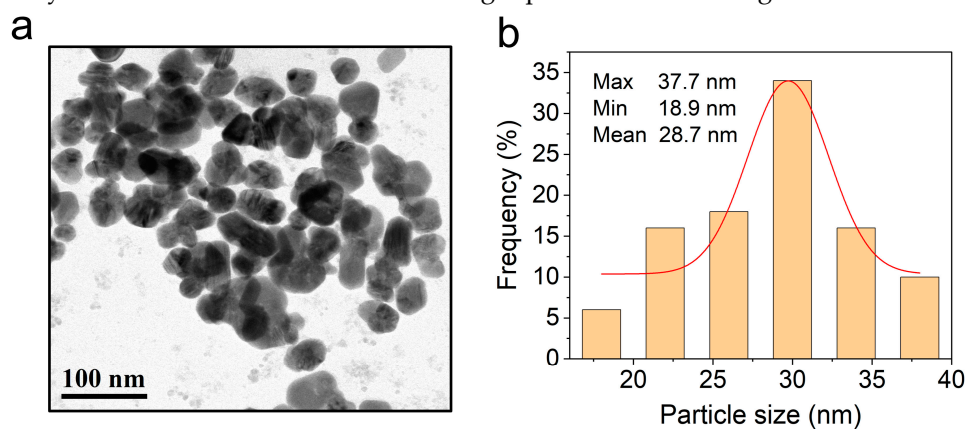 a
100 nm
b
Max 37.7 nm
Min 18.9 nm
Mean 28.7 nm
Frequency (%)
35
30
25
20
15
10
5
0
20 25 30 35 40
Particle size (nm)